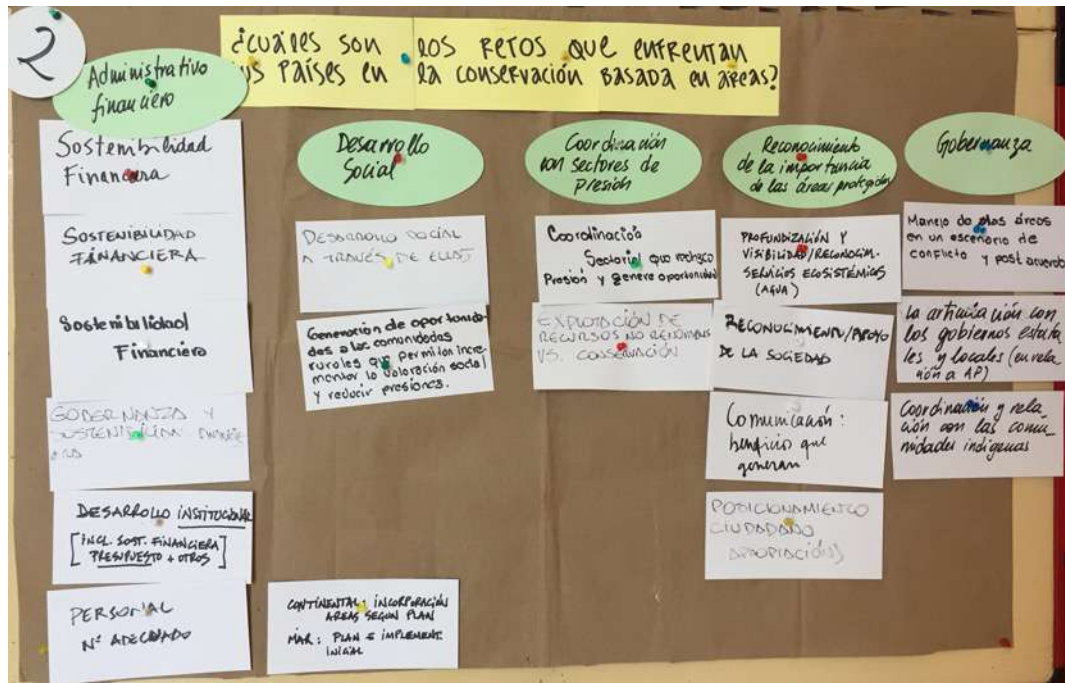 2
¿CUÁLES SON LOS RETOS QUE ENFRENTAN
SUS PAÍSES EN LA CONSERVACIÓN BASADA EN ÁREAS?
Administrativo
financiero
Sostenibilidad
Financiera
SOSTENIBILIDAD
FINANCIERA
Sostenibilidad
Financiero
GOBERNANZA Y
SOSTENIBILIDAD
DESARROLLO INSTITUCIONAL
[INCL. SOST. FINANCIERA
PRESUPUESTO + OTROS]
PERSONAL
Nº ADECUADO
Desarrollo
Social
DESARROLLO SOCIAL
A TRAVÉS DE ELLAS
Generación de oportunida-
des a las comunidades
rurales que permitan incre-
mentar la valoración social
y reducir presiones.
CONTINENTAL: INCORPORACIÓN
AREAS SEGUN PLAN
MAR: PLAN E IMPLEMENT.
INICIAL
Coordinación
con sectores de
Presión
Coordinación
Sectorial que reduzca
Presión y genere oportunidad
EXPLOTACIÓN DE
RECURSOS NO RENOVABLES
VS. CONSERVACIÓN
Reconocimiento
de la importancia
de las áreas protegidas
PROFUNDIZACIÓN Y
VISIBILIDAD/RECONOCIM.
SERVICIOS ECOSISTÉMICOS
(AGUA)
RECONOCIMIENTO/APOYO
DE LA SOCIEDAD
Comunicación:
beneficio que
generan
POSICIONAMIENTO
CIUDADANO
APROPIACIÓN)
Gobernanza
Manejo de las áreas
en un escenario de
conflicto y post acuerdo
La articulación con
los gobiernos estata-
les y locales (en rela-
ción a AP)
Coordinación y rela-
ción con las comu-
nidades indígenas